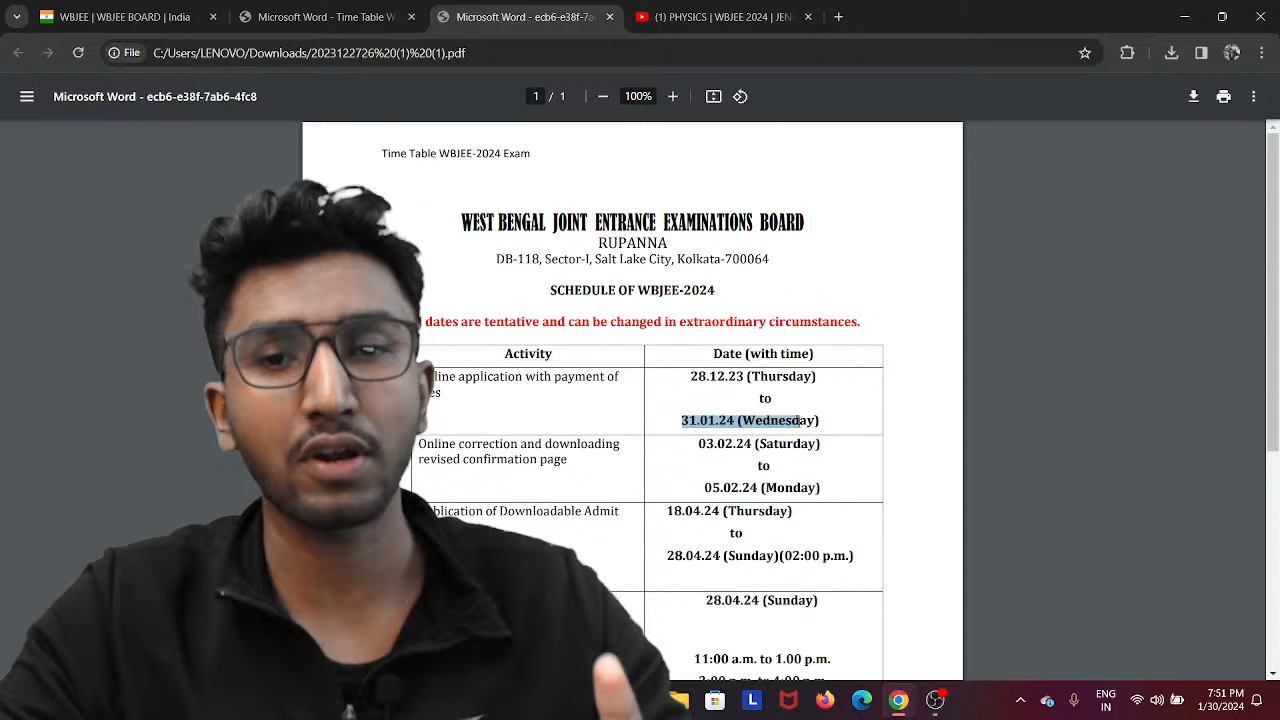 WBJEE | WBJEE BOARD | India
Microsoft Word - Time Table W
Microsoft Word - ecb6-e38f-7a
(1) PHYSICS | WBJEE 2024 | JEN
File
C:/Users/LENOVO/Downloads/2023122726%20(1)%20(1).pdf
Microsoft Word - ecb6-e38f-7ab6-4fc8
1 / 1
100%
Time Table WBJEE-2024 Exam
WEST BENGAL JOINT ENTRANCE EXAMINATIONS BOARD
RUPANNA
DB-118, Sector-I, Salt Lake City, Kolkata-700064
SCHEDULE OF WBJEE-2024
dates are tentative and can be changed in extraordinary circumstances.
Activity
Date (with time)
line application with payment of
es
28.12.23 (Thursday)
to
31.01.24 (Wednesday)
Online correction and downloading
revised confirmation page
03.02.24 (Saturday)
to
05.02.24 (Monday)
blication of Downloadable Admit
18.04.24 (Thursday)
to
28.04.24 (Sunday)(02:00 p.m.)
28.04.24 (Sunday)
11:00 a.m. to 1.00 p.m.
2:00 p.m. to 4:00 p.m.
ENG
IN
7:51 PM
1/30/2024